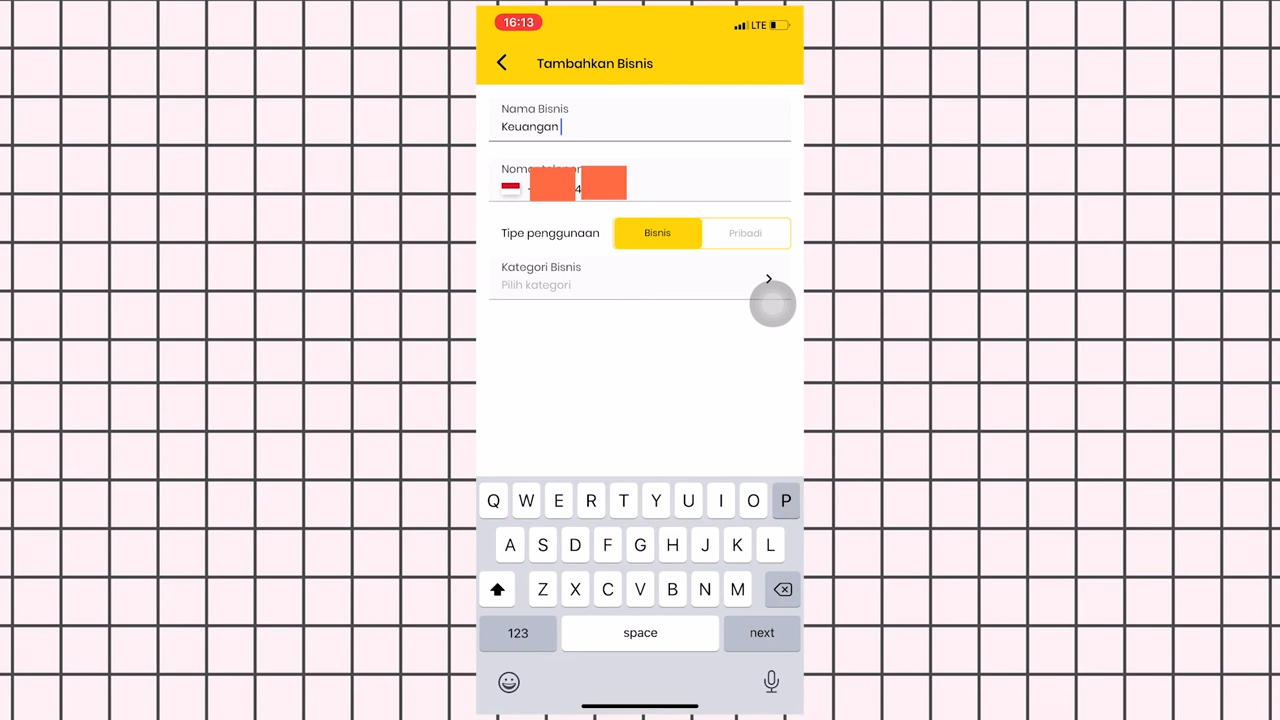 16:13
LTE
Tambahkan Bisnis
Nama Bisnis
Keuangan
4
Tipe penggunaan
Bisnis
Pribadi
Kategori Bisnis
Pilih kategori
Q W E R T Y U I O P
A S D F G H J K L
Z X C V B N M
123
space
next